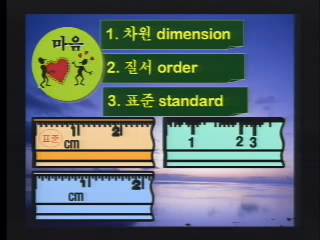 마음
1. 차원 dimension
2. 질서 order
3. 표준 standard
표준
1 2
cm
1 2 3
1 2
cm